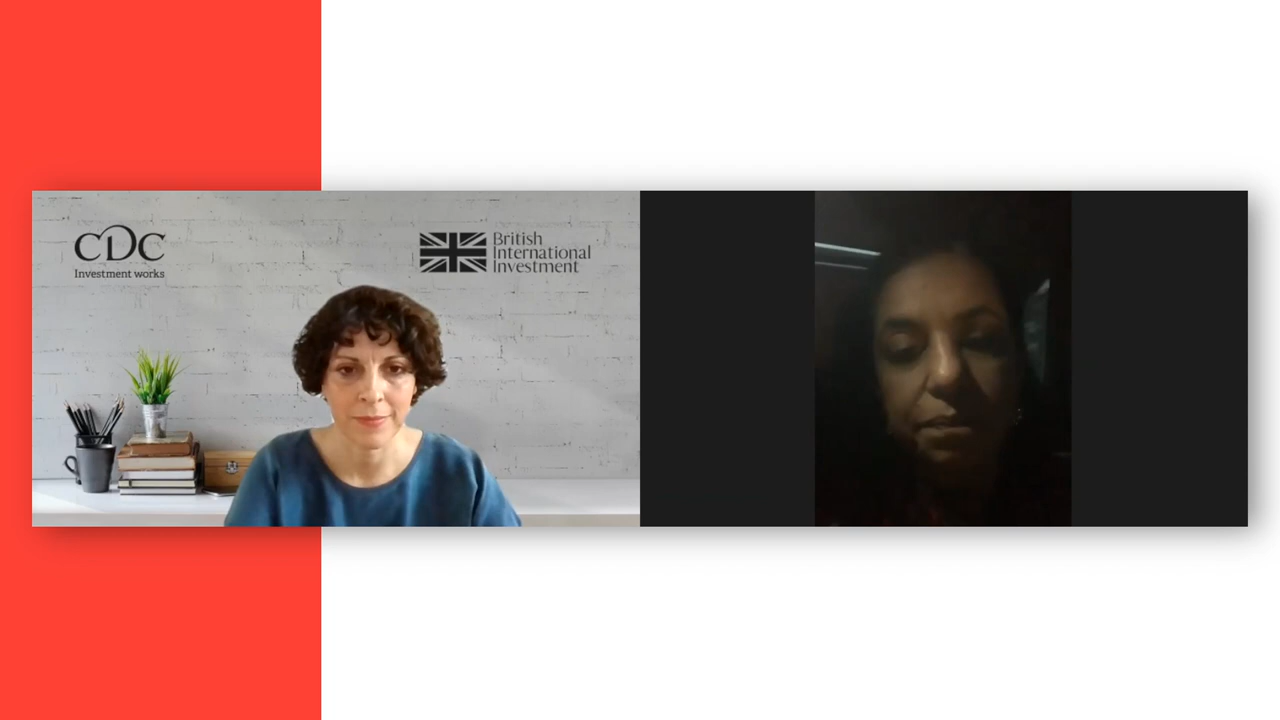 CDC
Investment works
British
International
Investment